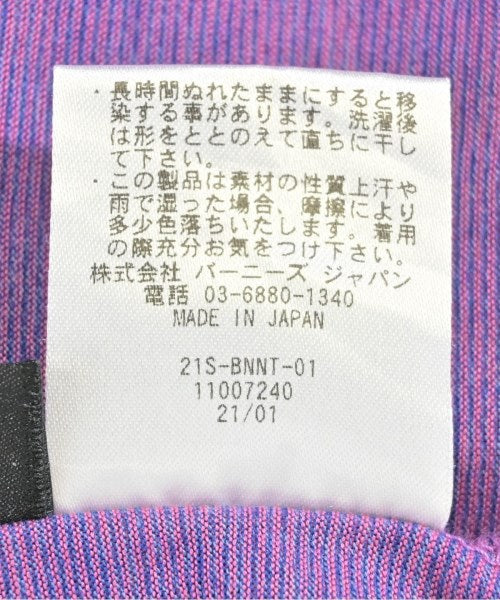 ・長時間ぬれたままにすると移
染する事があります。洗濯後
は形をととのえて直ちに干し
て下さい。
・この製品は素材の性質上汗や
雨で湿った場合、摩擦により
多少色落ちいたします。着用
の際充分お気をつけ下さい。
株式会社 バーニーズ ジャパン
電話 03-6880-1340
MADE IN JAPAN
21S-BNNT-01
11007240
21/01